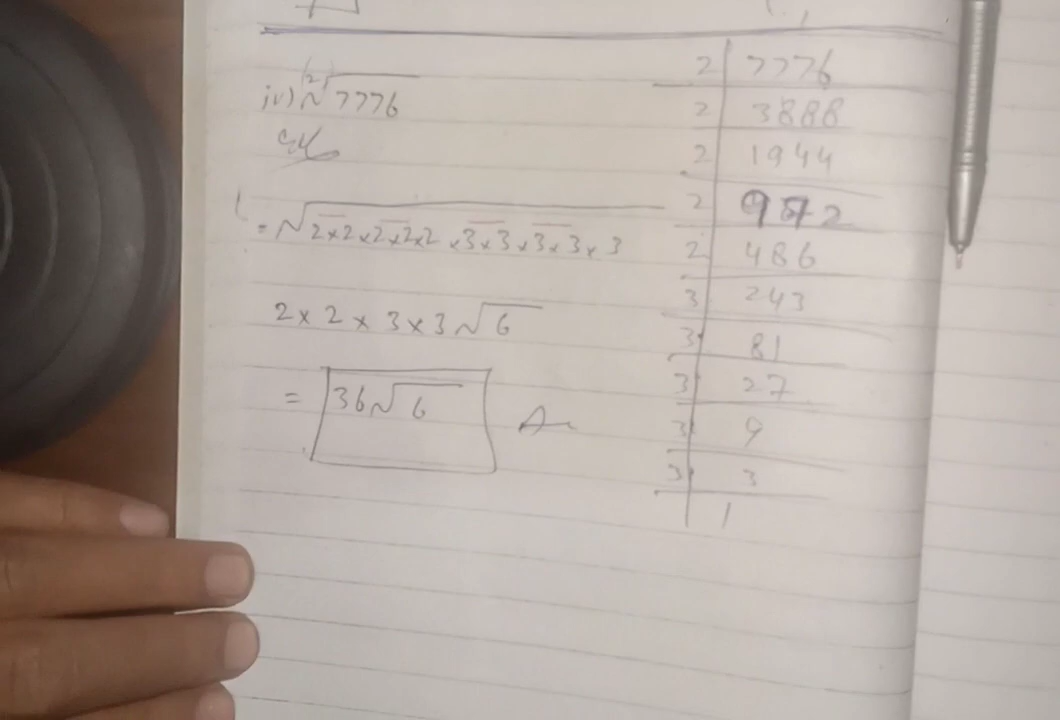 iv) (2)√7776
Sol
= √2×2×2×2×2×3×3×3×3×3
2×2×3×3√6
= 36√6
2 | 7776
2 | 3888
2 | 1944
2 | 972
2 | 486
3 | 243
3 | 81
3 | 27
3 | 9
3 | 3
1